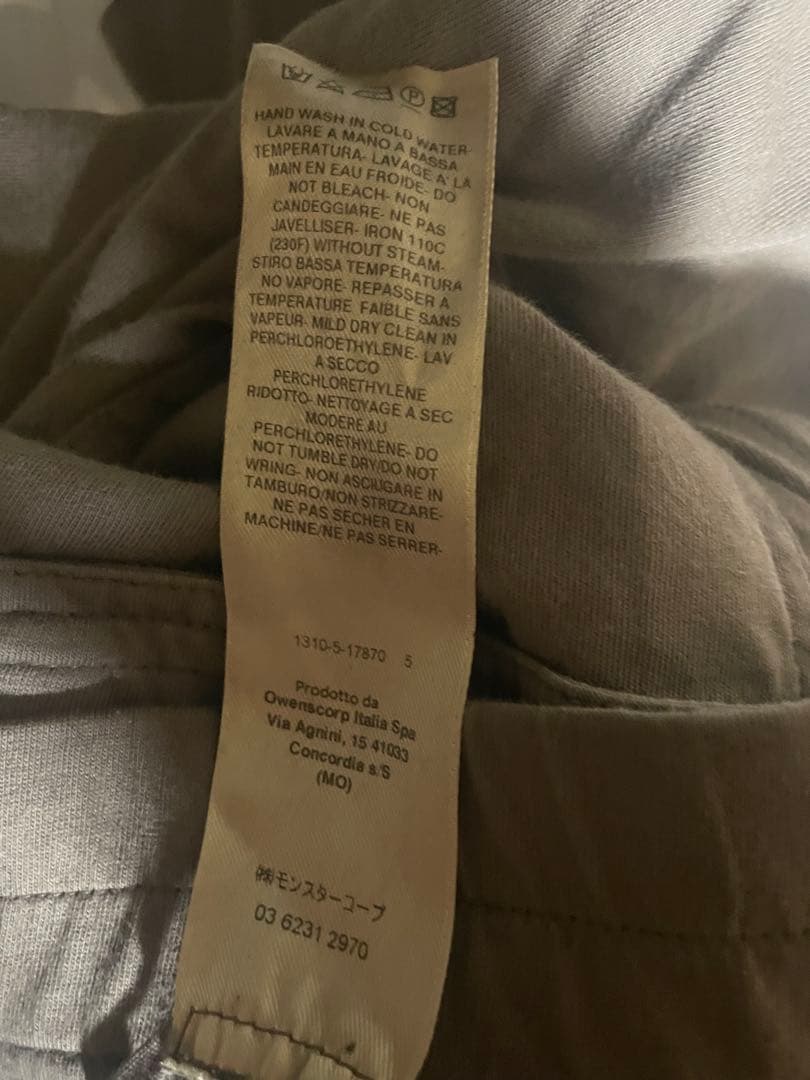 HAND WASH IN COLD WATER-
LAVARE A MANO A BASSA
TEMPERATURA- LAVAGE A' LA
MAIN EN EAU FROIDE- DO
NOT BLEACH- NON
CANDEGGIARE- NE PAS
JAVELLISER- IRON 110C
(230F) WITHOUT STEAM-
STIRO BASSA TEMPERATURA
NO VAPORE- REPASSER A
TEMPERATURE FAIBLE SANS
VAPEUR- MILD DRY CLEAN IN
PERCHLOROETHYLENE- LAV
A SECCO
PERCHLORETHYLENE
RIDOTTO- NETTOYAGE A SEC
MODERE AU
PERCHLORETHYLENE- DO
NOT TUMBLE DRY/DO NOT
WRING- NON ASCIUGARE IN
TAMBURO/NON STRIZZARE-
NE PAS SECHER EN
MACHINE/NE PAS SERRER-
1310-5-17870 5
Prodotto da
Owenscorp Italia Spa
Via Agnini, 15 41033
Concordia s/S
(MO)
㈱モンスターコープ
03 6231 2970